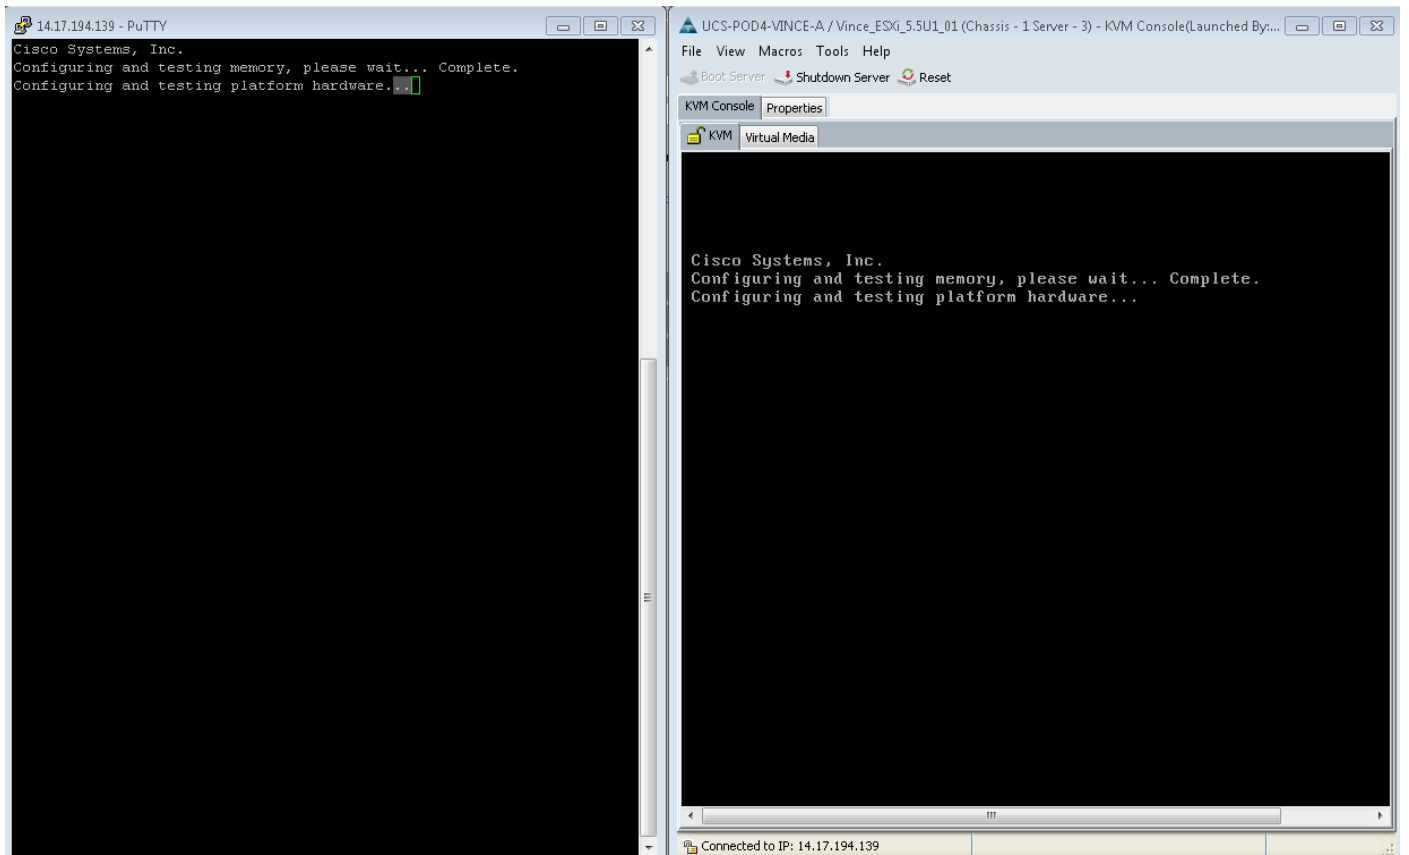 14.17.194.139 - PuTTY
Cisco Systems, Inc.
Configuring and testing memory, please wait... Complete.
Configuring and testing platform hardware...
UCS-POD4-VINCE-A / Vince_ESXi_5.5U1_01 (Chassis - 1 Server - 3) - KVM Console(Launched By:...
File View Macros Tools Help
Boot Server Shutdown Server Reset
KVM Console Properties
KVM Virtual Media
Cisco Systems, Inc.
Configuring and testing memory, please wait... Complete.
Configuring and testing platform hardware...
Connected to IP: 14.17.194.139